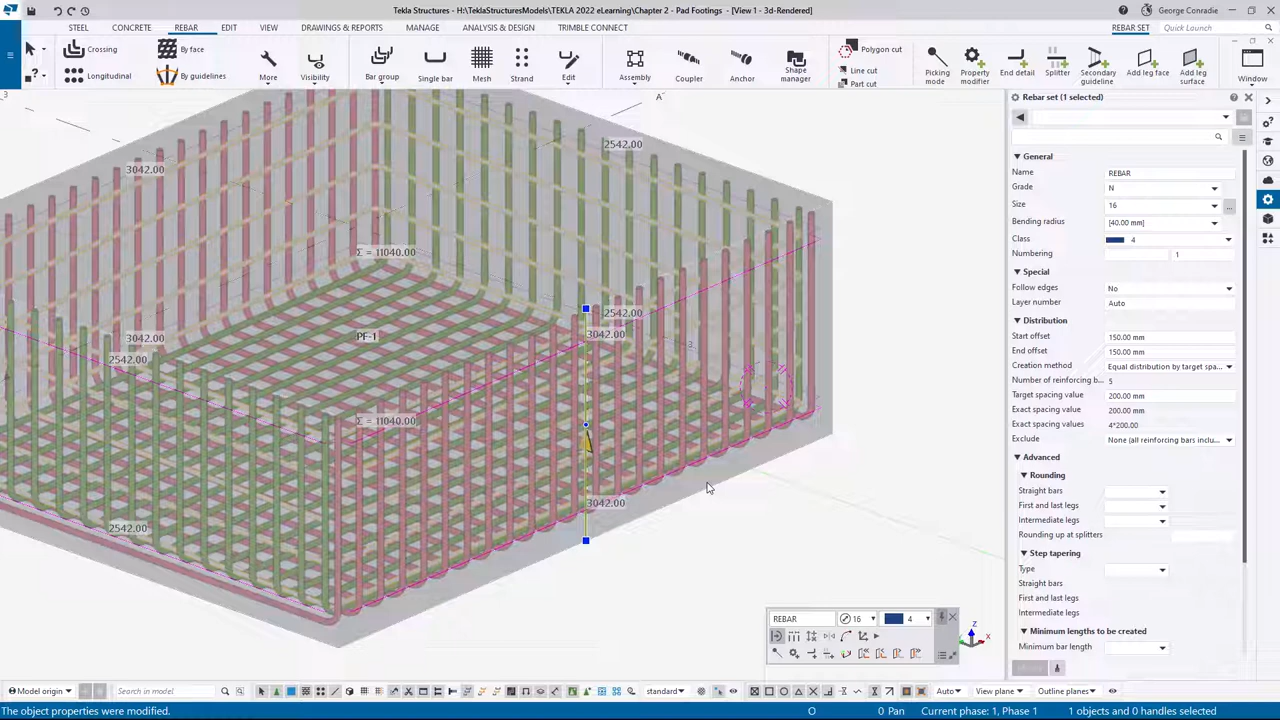 Tekla Structures - H:\TeklaStructuresModels\TEKLA 2022 eLearning\Chapter 2 - Pad Footings - [View 1 - 3d-Rendered]
George Conradie
STEEL CONCRETE REBAR EDIT VIEW DRAWINGS & REPORTS MANAGE ANALYSIS & DESIGN TRIMBLE CONNECT REBAR SET Quick Launch
Crossing
By face
Longitudinal
By guidelines
More
Visibility
Bar group
Single bar
Mesh
Strand
Edit
Assembly
Coupler
Anchor
Shape manager
Polygon cut
Line cut
Part cut
Picking mode
Property modifier
End detail
Splitter
Secondary guideline
Add leg face
Add leg surface
Window
3
A
3042.00
2542.00
Σ = 11040.00
2542.00
3042.00
PF-1
3042.00
2542.00
3
Σ = 11040.00
3042.00
2542.00
Rebar set (1 selected)
General
Name REBAR
Grade N
Size 16 ...
Bending radius [40.00 mm]
Class 4
Numbering 1
Special
Follow edges No
Layer number Auto
Distribution
Start offset 150.00 mm
End offset 150.00 mm
Creation method Equal distribution by target spa...
Number of reinforcing b... 5
Target spacing value 200.00 mm
Exact spacing value 200.00 mm
Exact spacing values 4*200.00
Exclude None (all reinforcing bars inclu...
Advanced
Rounding
Straight bars
First and last legs
Intermediate legs
Rounding up at splitters
Step tapering
Type
Straight bars
First and last legs
Intermediate legs
Minimum lengths to be created
Minimum bar length
REBAR 16 4
Z
X
Model origin Search in model standard Auto View plane Outline planes
The object properties were modified. O 0 Pan Current phase: 1, Phase 1 1 objects and 0 handles selected